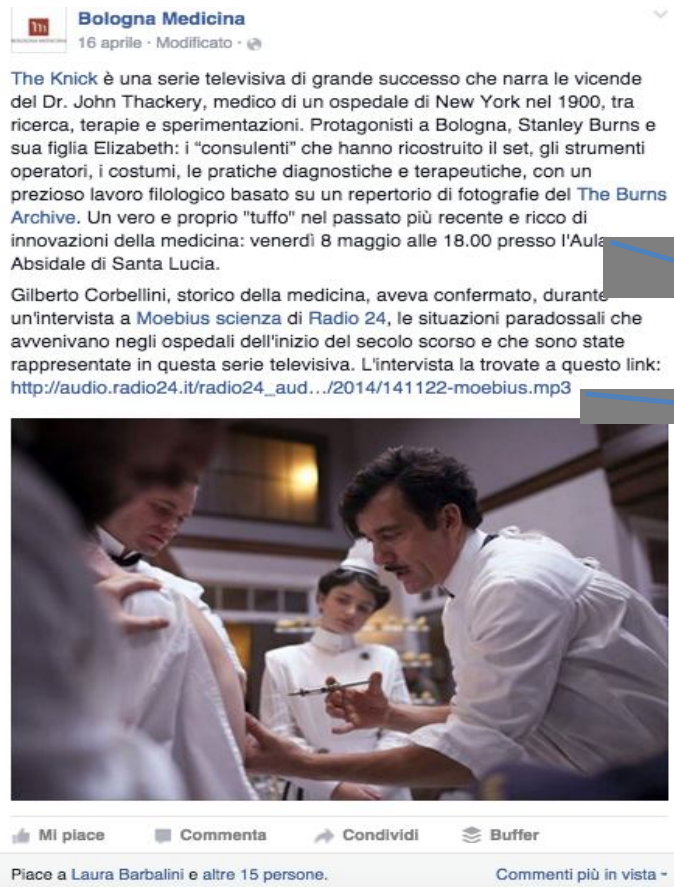 Bologna Medicina
16 aprile · Modificato ·
The Knick è una serie televisiva di grande successo che narra le vicende
del Dr. John Thackery, medico di un ospedale di New York nel 1900, tra
ricerca, terapie e sperimentazioni. Protagonisti a Bologna, Stanley Burns e
sua figlia Elizabeth: i “consulenti” che hanno ricostruito il set, gli strumenti
operatori, i costumi, le pratiche diagnostiche e terapeutiche, con un
prezioso lavoro filologico basato su un repertorio di fotografie del The Burns
Archive. Un vero e proprio "tuffo" nel passato più recente e ricco di
innovazioni della medicina: venerdì 8 maggio alle 18.00 presso l'Aula
Absidale di Santa Lucia.
Gilberto Corbellini, storico della medicina, aveva confermato, durante
un'intervista a Moebius scienza di Radio 24, le situazioni paradossali che
avvenivano negli ospedali dell'inizio del secolo scorso e che sono state
rappresentate in questa serie televisiva. L'intervista la trovate a questo link:
http://audio.radio24.it/radio24_aud…/2014/141122-moebius.mp3
Mi piace Commenta Condividi Buffer
Piace a Laura Barbalini e altre 15 persone. Commenti più in vista